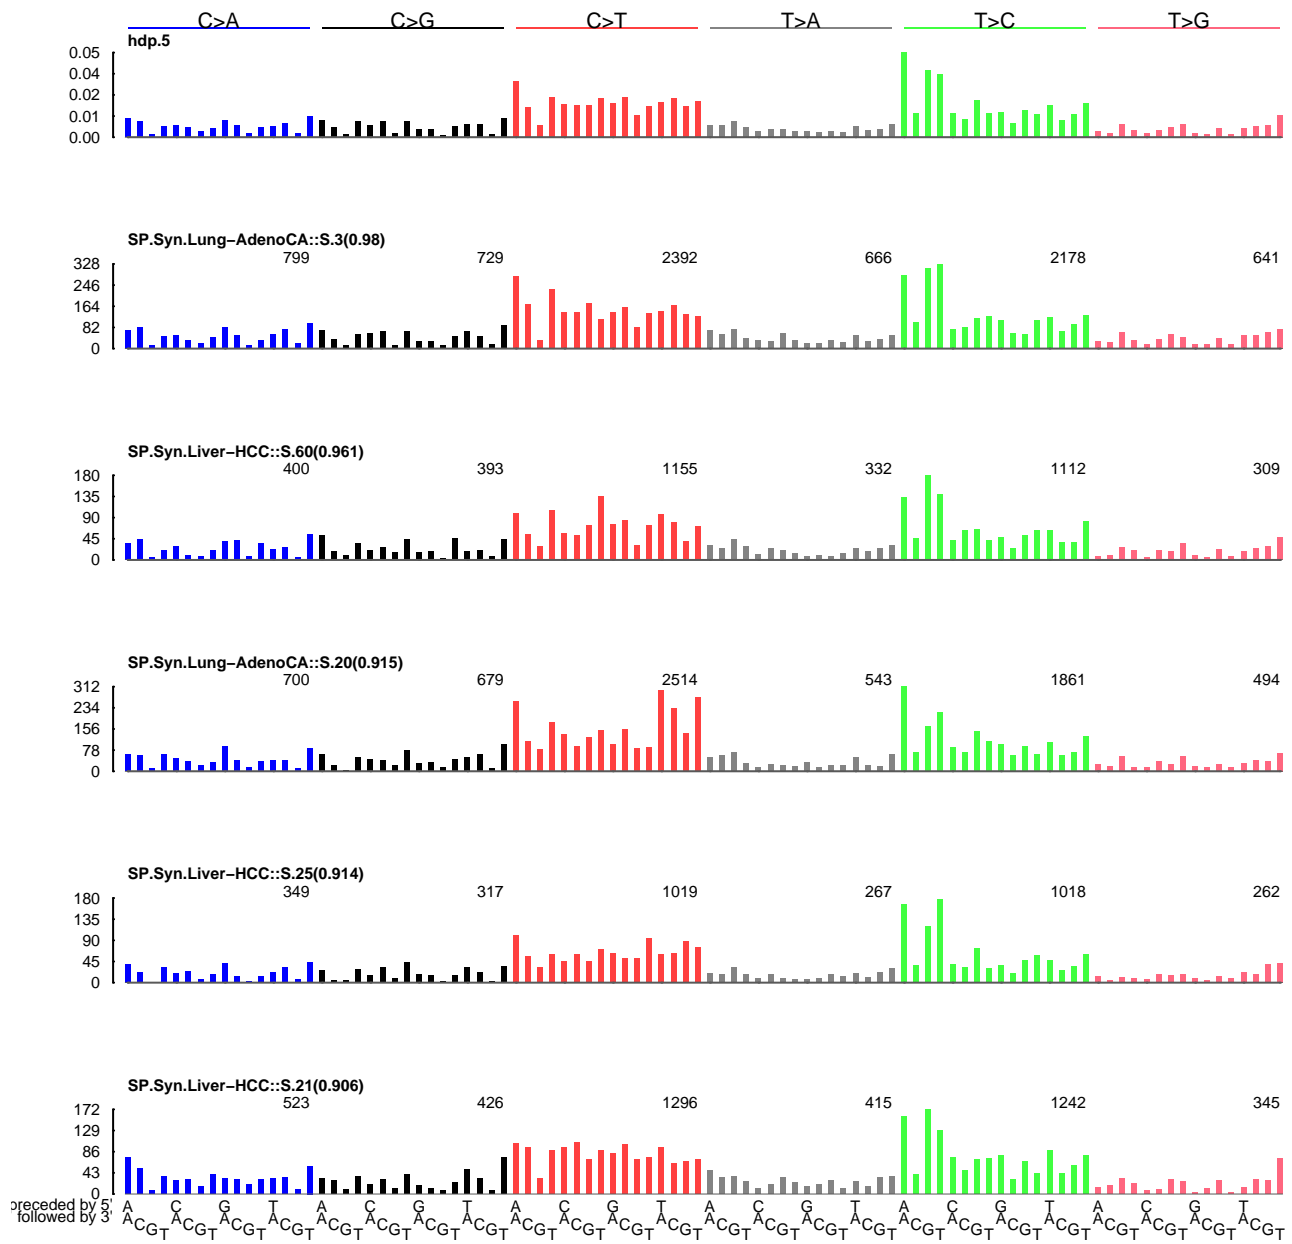 C>A C>G C>T T>A T>C T>G
hdp.5
0.05
0.04
0.02
0.01
0.00
SP.Syn.Lung−AdenoCA::S.3(0.98)
799 729 2392 666 2178 641
328
246
164
82
0
SP.Syn.Liver−HCC::S.60(0.961)
400 393 1155 332 1112 309
180
135
90
45
0
SP.Syn.Lung−AdenoCA::S.20(0.915)
700 679 2514 543 1861 494
312
234
156
78
0
SP.Syn.Liver−HCC::S.25(0.914)
349 317 1019 267 1018 262
180
135
90
45
0
SP.Syn.Liver−HCC::S.21(0.906)
523 426 1296 415 1242 345
172
129
86
43
0
preceded by 5' A C G T A C G T A C G T A C G T A C G T A C G T
followed by 3' A C G T A C G T A C G T A C G T A C G T A C G T A C G T A C G T A C G T A C G T A C G T A C G T A C G T A C G T A C G T A C G T A C G T A C G T A C G T A C G T A C G T A C G T A C G T A C G T